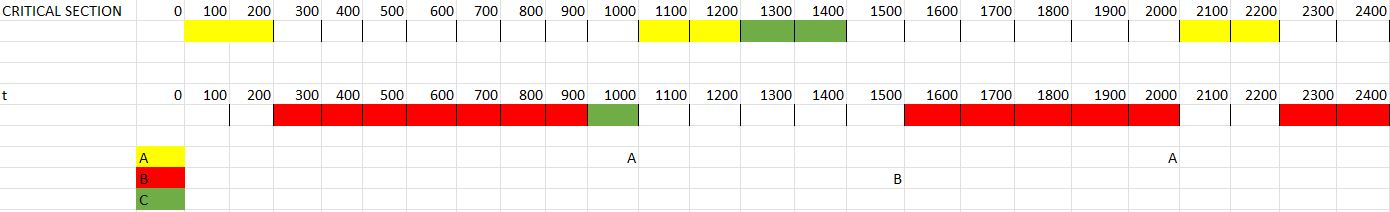 CRITICAL SECTION 0 100 200 300 400 500 600 700 800 900 1000 1100 1200 1300 1400 1500 1600 1700 1800 1900 2000 2100 2200 2300 2400
t 0 100 200 300 400 500 600 700 800 900 1000 1100 1200 1300 1400 1500 1600 1700 1800 1900 2000 2100 2200 2300 2400
A A A
B B
C